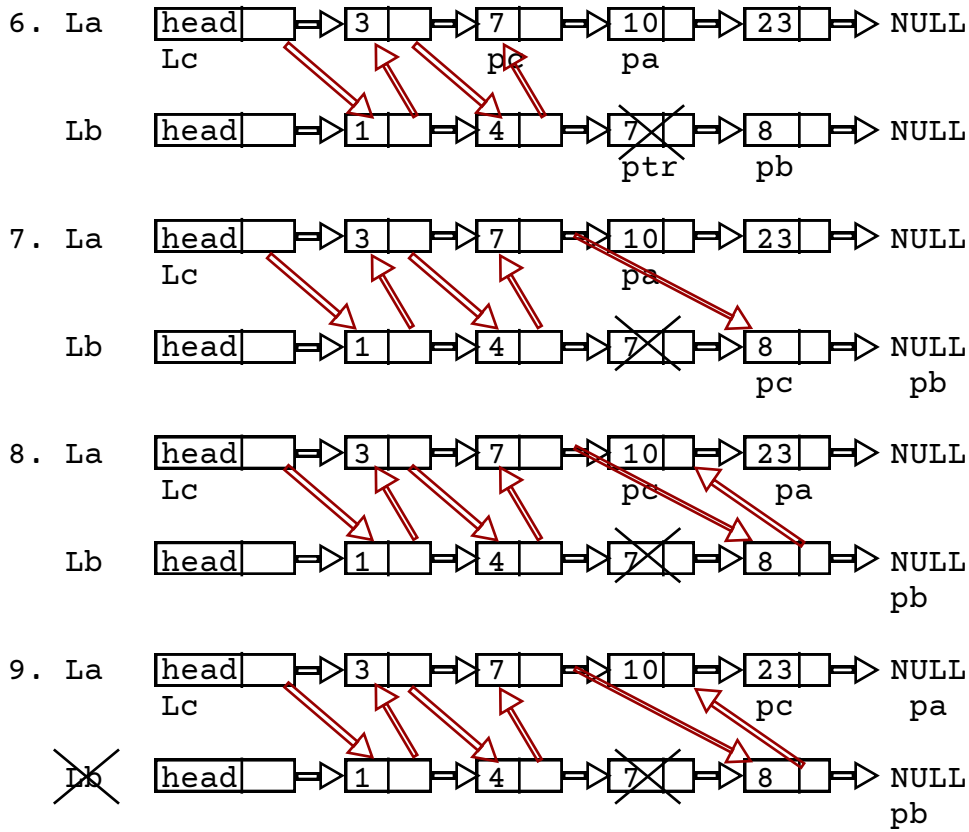 6. La head 3 7 10 23 NULL
Lc pc pa
Lb head 1 4 7 8 NULL
ptr pb
7. La head 3 7 10 23 NULL
Lc pa
Lb head 1 4 7 8 NULL
pc pb
8. La head 3 7 10 23 NULL
Lc pc pa
Lb head 1 4 7 8 NULL
pb
9. La head 3 7 10 23 NULL
Lc pc pa
Lb head 1 4 7 8 NULL
pb